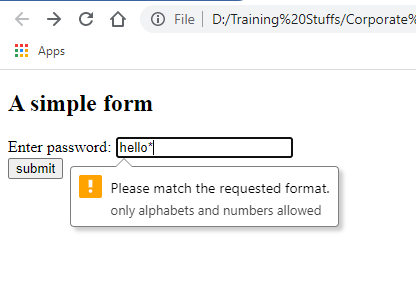 File D:/Training%20Stuffs/Corporate%
Apps
A simple form
Enter password: hello*
submit
Please match the requested format.
only alphabets and numbers allowed